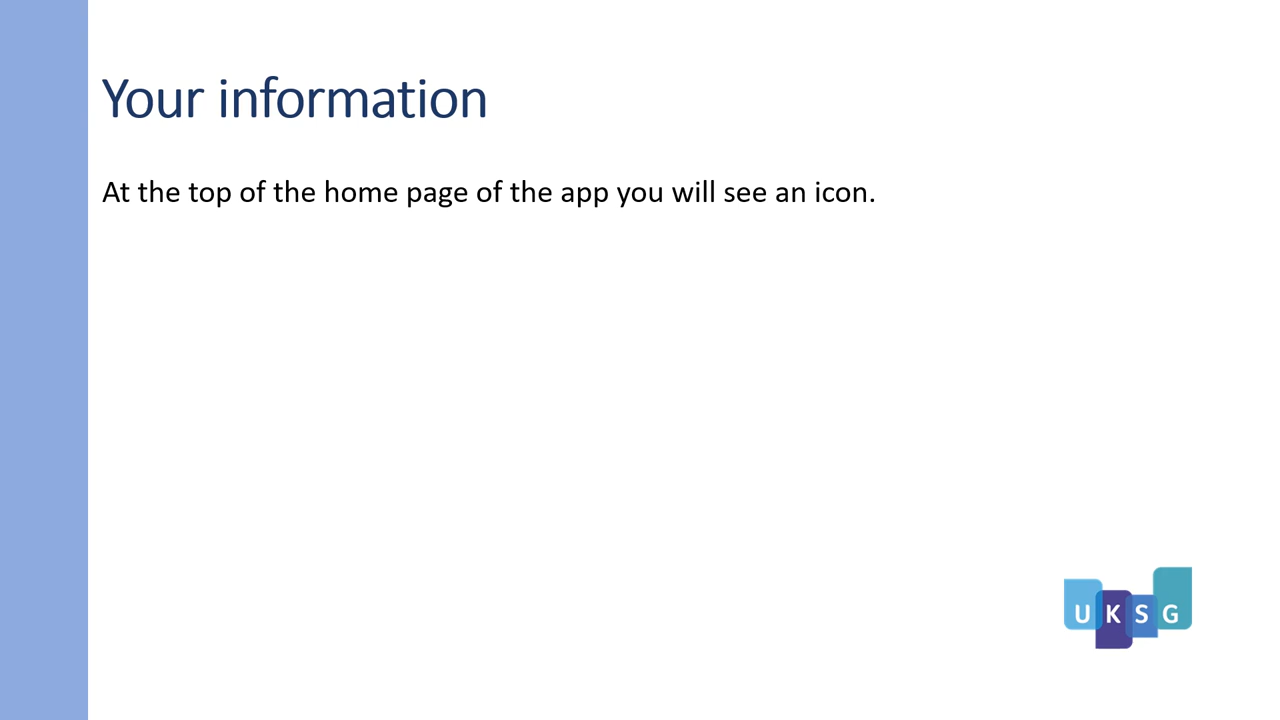 Your information
At the top of the home page of the app you will see an icon.
UKSG